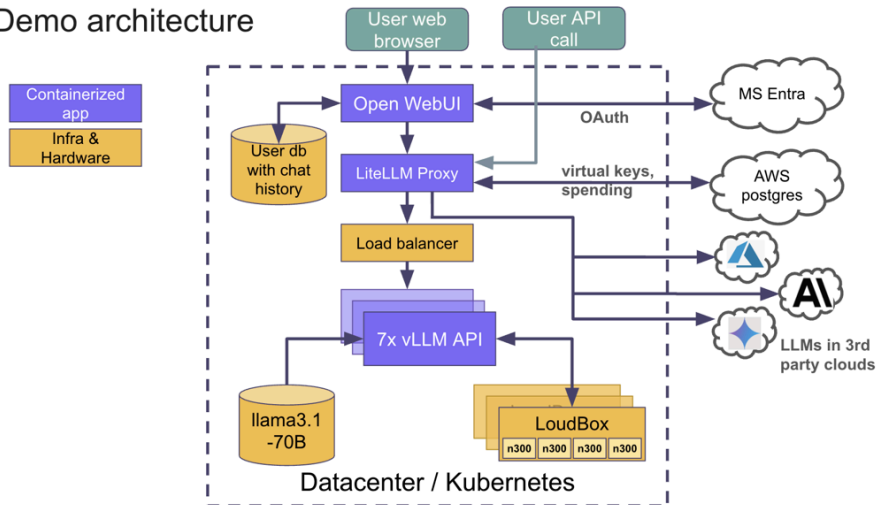 Demo architecture
User web
browser
User API
call
Containerized
app
Infra &
Hardware
Open WebUI
OAuth
MS Entra
User db
with chat
history
LiteLLM Proxy
virtual keys,
spending
AWS
postgres
Load balancer
7x vLLM API
AI
LLMs in 3rd
party clouds
llama3.1
-70B
LoudBox
n300 n300 n300 n300
Datacenter / Kubernetes